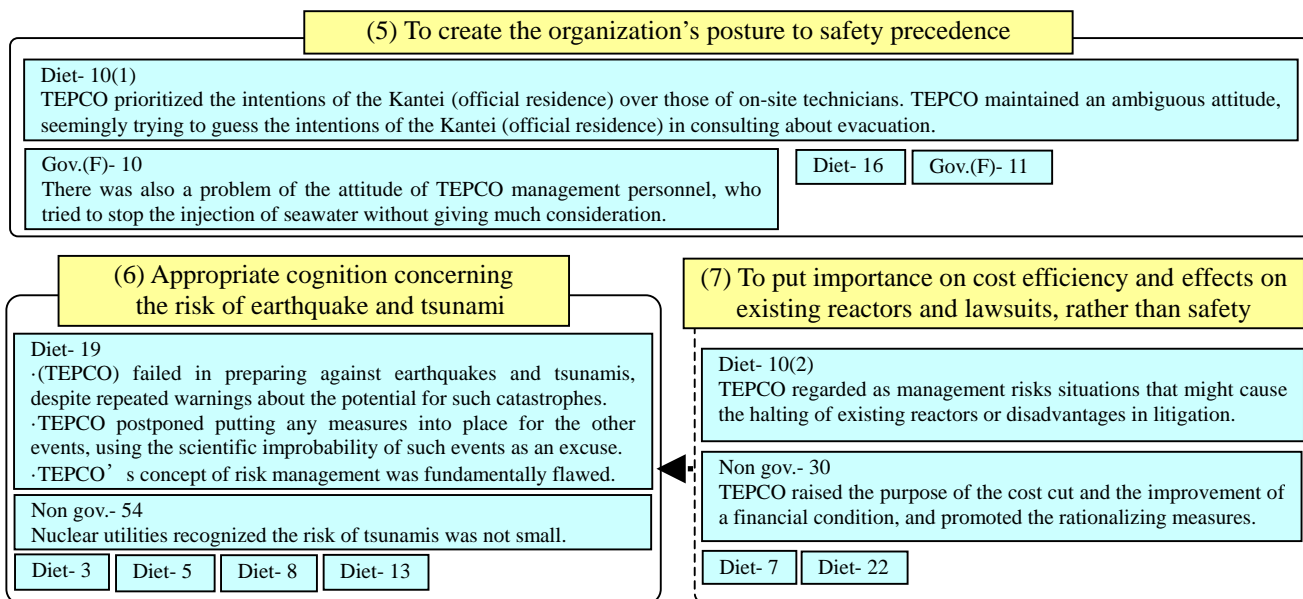 (5) To create the organization's posture to safety precedence
Diet- 10(1)
TEPCO prioritized the intentions of the Kantei (official residence) over those of on-site technicians. TEPCO maintained an ambiguous attitude,
seemingly trying to guess the intentions of the Kantei (official residence) in consulting about evacuation.
Gov.(F)- 10
There was also a problem of the attitude of TEPCO management personnel, who
tried to stop the injection of seawater without giving much consideration.
Diet- 16
Gov.(F)- 11
(6) Appropriate cognition concerning
the risk of earthquake and tsunami
Diet- 19
·(TEPCO) failed in preparing against earthquakes and tsunamis,
despite repeated warnings about the potential for such catastrophes.
·TEPCO postponed putting any measures into place for the other
events, using the scientific improbability of such events as an excuse.
·TEPCO's concept of risk management was fundamentally flawed.
Non gov.- 54
Nuclear utilities recognized the risk of tsunamis was not small.
Diet- 3
Diet- 5
Diet- 8
Diet- 13
(7) To put importance on cost efficiency and effects on
existing reactors and lawsuits, rather than safety
Diet- 10(2)
TEPCO regarded as management risks situations that might cause
the halting of existing reactors or disadvantages in litigation.
Non gov.- 30
TEPCO raised the purpose of the cost cut and the improvement of
a financial condition, and promoted the rationalizing measures.
Diet- 7
Diet- 22